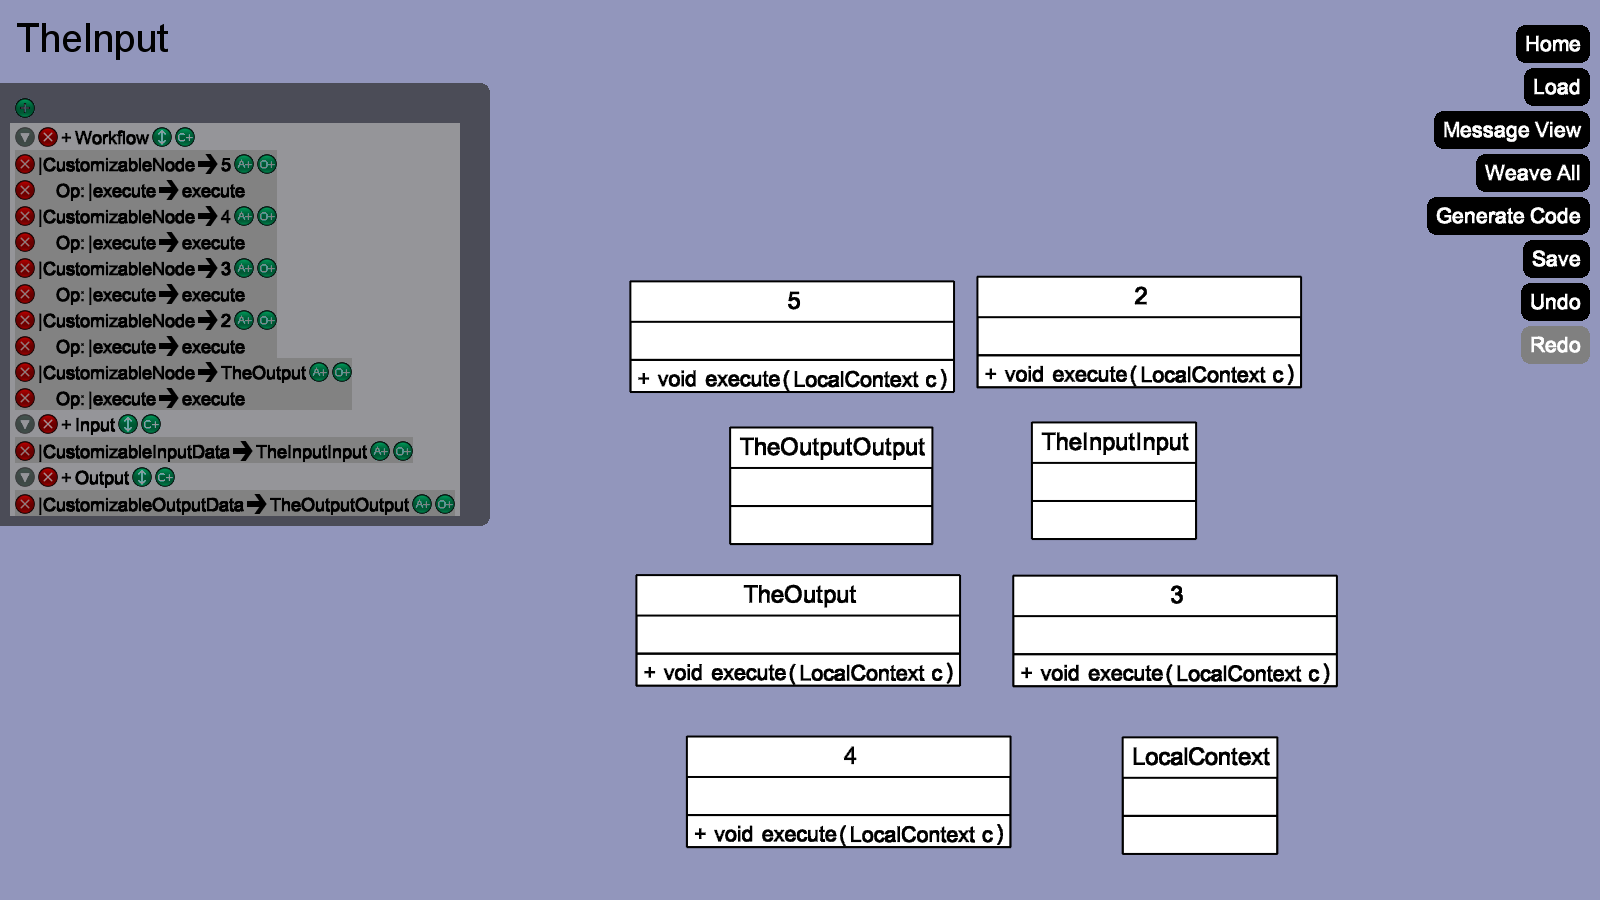 TheInput
+ Workflow C+
|CustomizableNode➔5 A+ O+
Op: |execute➔execute
|CustomizableNode➔4 A+ O+
Op: |execute➔execute
|CustomizableNode➔3 A+ O+
Op: |execute➔execute
|CustomizableNode➔2 A+ O+
Op: |execute➔execute
|CustomizableNode➔TheOutput A+ O+
Op: |execute➔execute
+ Input C+
|CustomizableInputData➔TheInputInput A+ O+
+ Output C+
|CustomizableOutputData➔TheOutputOutput A+ O+
5
+ void execute(LocalContext c)
2
+ void execute(LocalContext c)
TheOutputOutput
TheInputInput
TheOutput
+ void execute(LocalContext c)
3
+ void execute(LocalContext c)
4
+ void execute(LocalContext c)
LocalContext
Home
Load
Message View
Weave All
Generate Code
Save
Undo
Redo